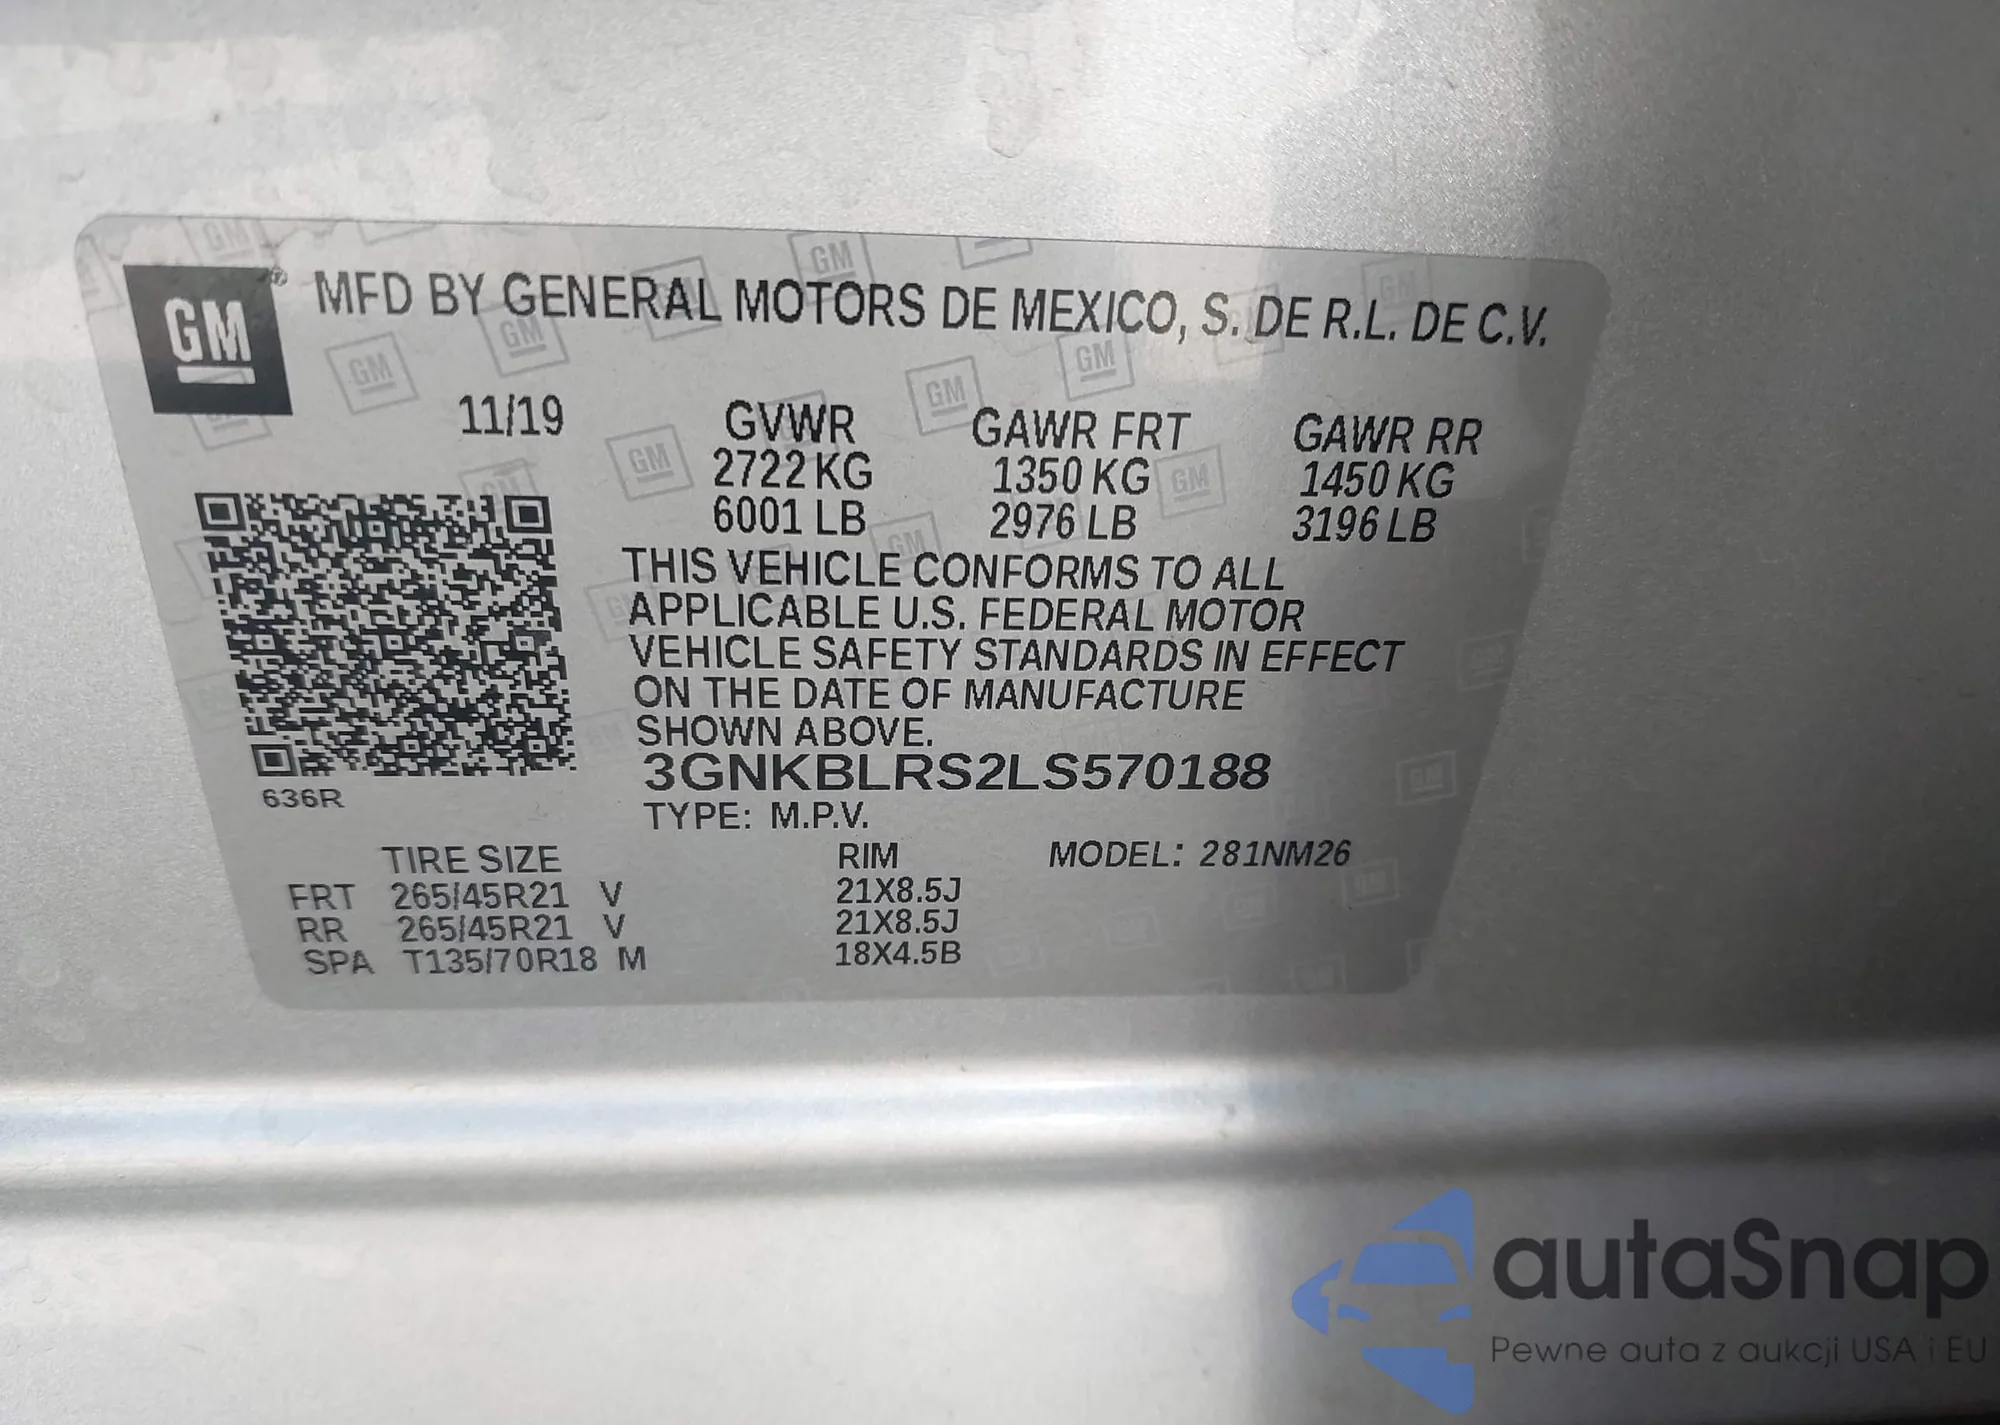 GM ® MFD BY GENERAL MOTORS DE MEXICO, S. DE R.L. DE C.V.
11/19 GVWR GAWR FRT GAWR RR
2722 KG 1350 KG 1450 KG
6001 LB 2976 LB 3196 LB
THIS VEHICLE CONFORMS TO ALL
APPLICABLE U.S. FEDERAL MOTOR
VEHICLE SAFETY STANDARDS IN EFFECT
ON THE DATE OF MANUFACTURE
SHOWN ABOVE.
3GNKBLRS2LS570188
636R
TYPE: M.P.V.
TIRE SIZE RIM MODEL: 281NM26
FRT 265/45R21 V 21X8.5J
RR 265/45R21 V 21X8.5J
SPA T135/70R18 M 18X4.5B
autaSnap
Pewne auta z aukcji USA i EU